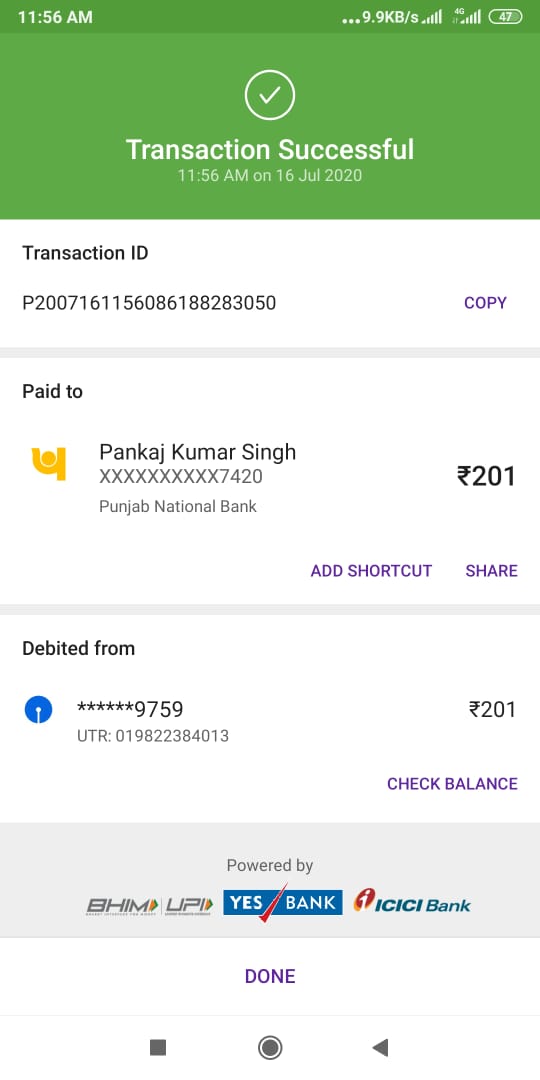 11:56 AM
...9.9KB/s 4G 47
Transaction Successful
11:56 AM on 16 Jul 2020
Transaction ID
P2007161156086188283050 COPY
Paid to
Pankaj Kumar Singh
XXXXXXXXXX7420
₹201
Punjab National Bank
ADD SHORTCUT SHARE
Debited from
******9759 ₹201
UTR: 019822384013
CHECK BALANCE
Powered by
BHIM UPI YES BANK ICICI Bank
DONE